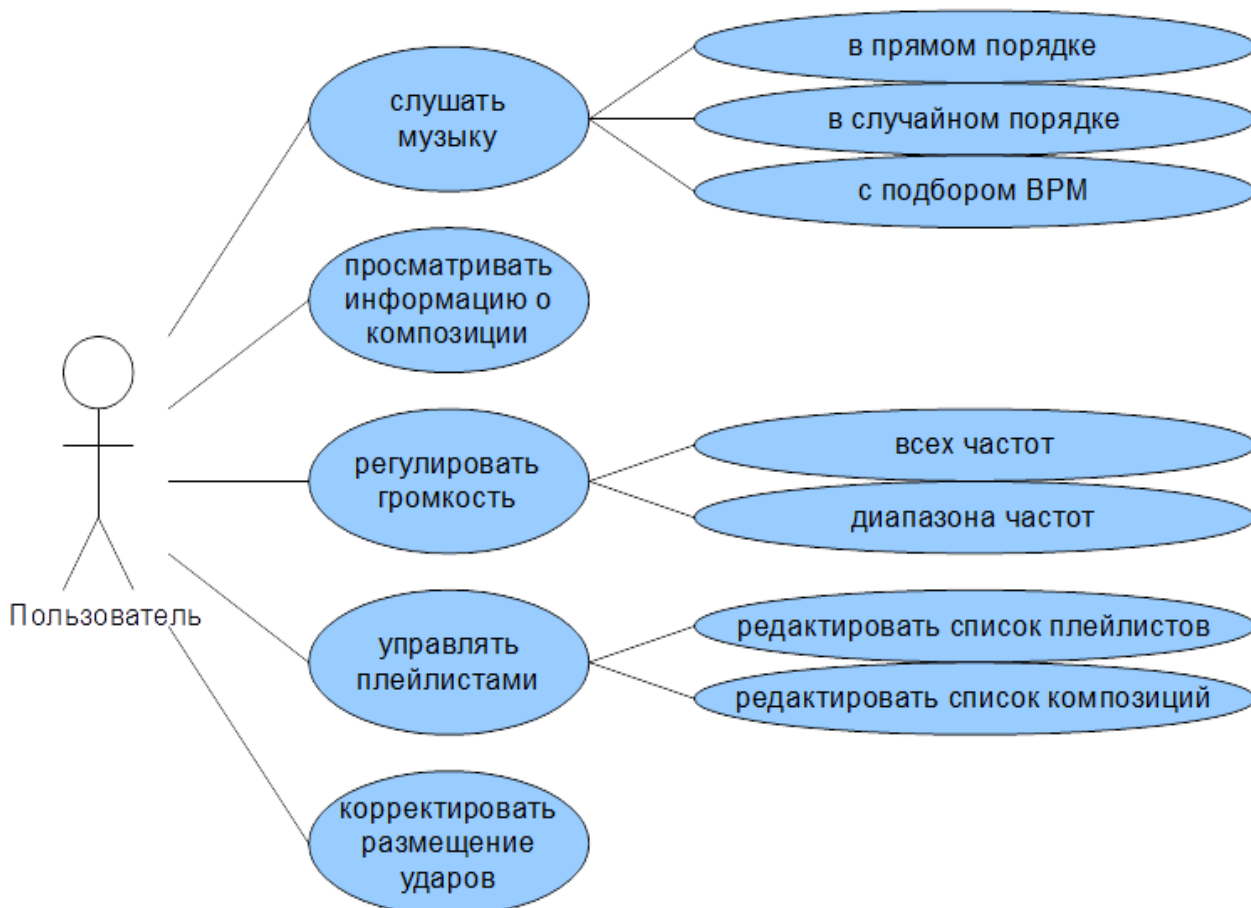 слушать
музыку
в прямом порядке
в случайном порядке
с подбором BPM
просматривать
информацию о
композиции
регулировать
громкость
всех частот
диапазона частот
Пользователь
управлять
плейлистами
редактировать список плейлистов
редактировать список композиций
корректировать
размещение
ударов